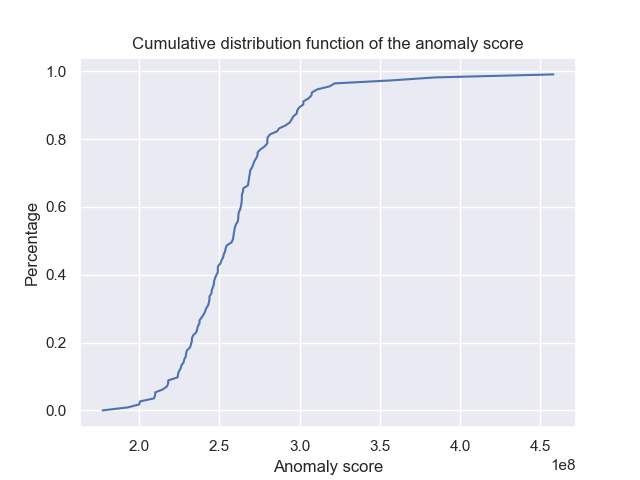 Cumulative distribution function of the anomaly score
1.0
0.8
0.6
0.4
0.2
0.0
Percentage
2.0 2.5 3.0 3.5 4.0 4.5
1e8
Anomaly score